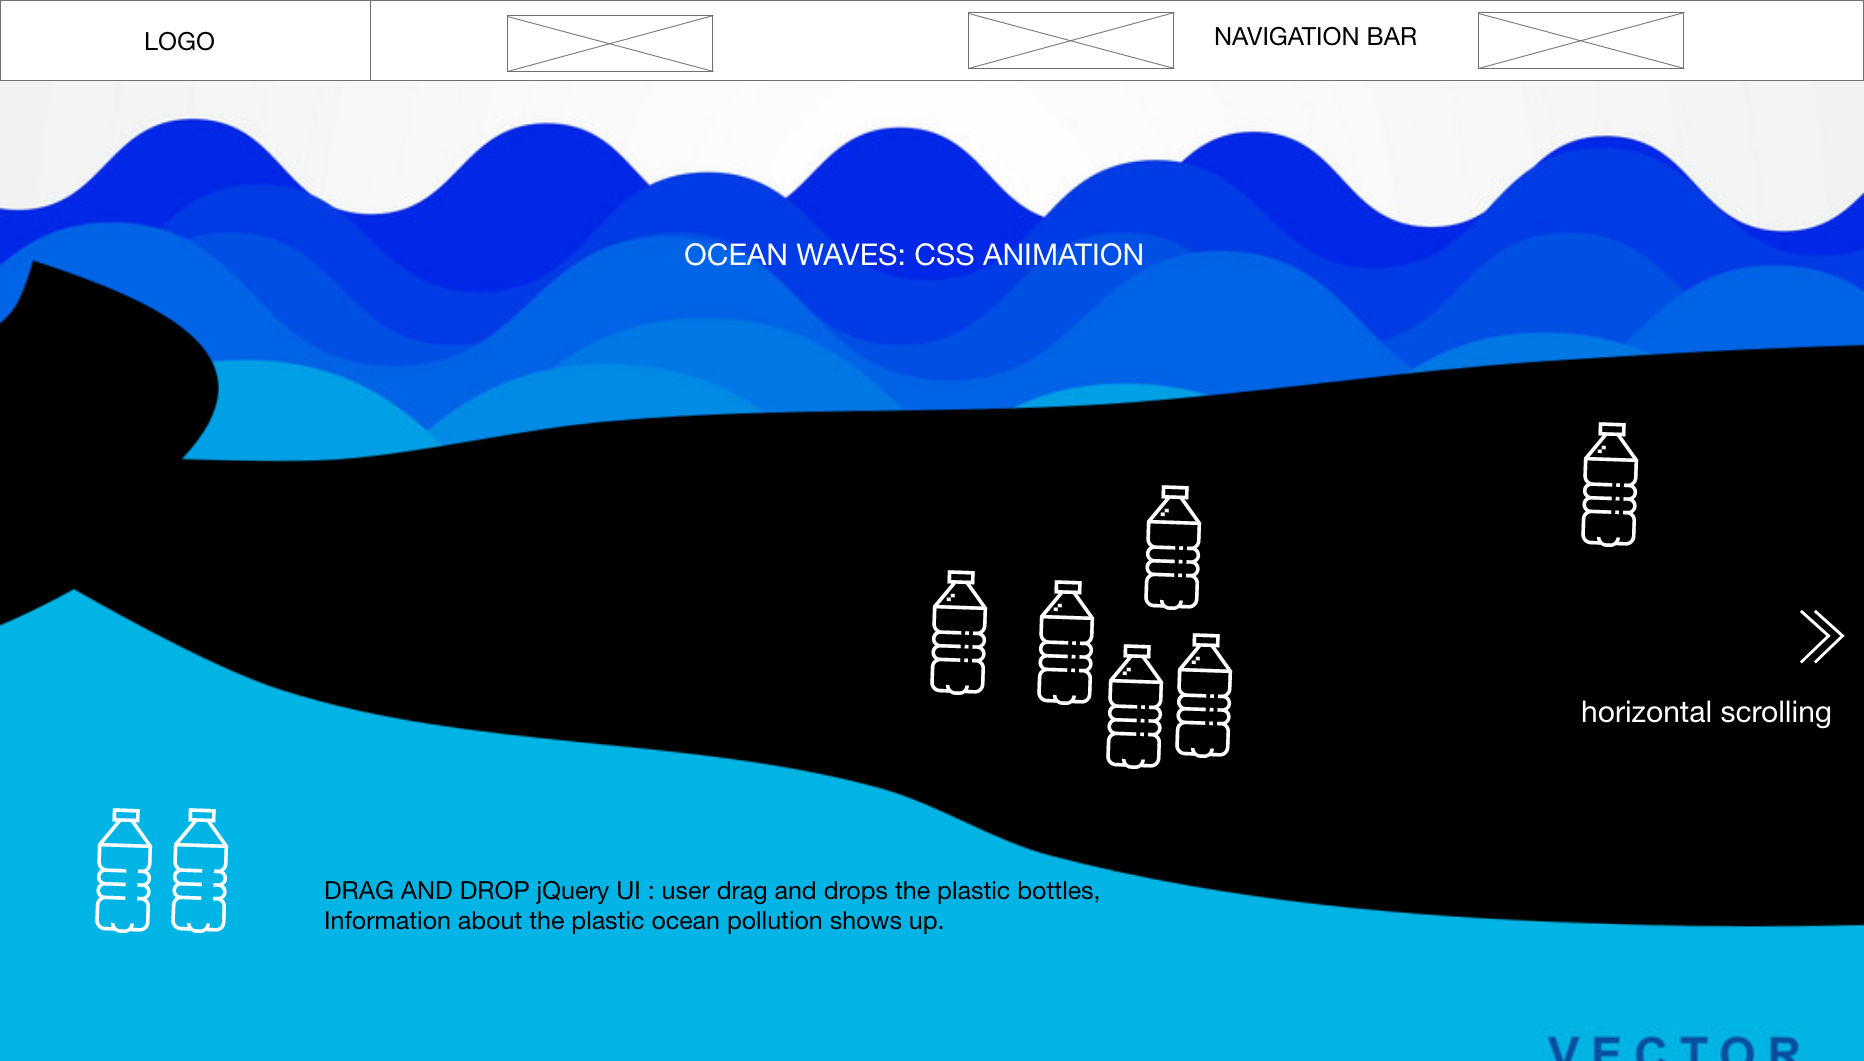 LOGO
NAVIGATION BAR
OCEAN WAVES: CSS ANIMATION
horizontal scrolling
DRAG AND DROP jQuery UI : user drag and drops the plastic bottles,
Information about the plastic ocean pollution shows up.
VECTOR